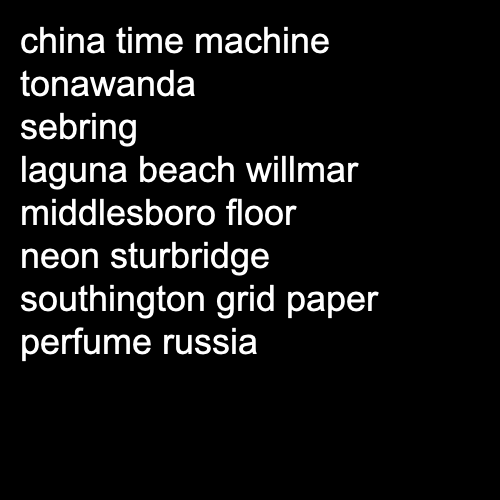 china time machine
tonawanda
sebring
laguna beach willmar
middlesboro floor
neon sturbridge
southington grid paper
perfume russia